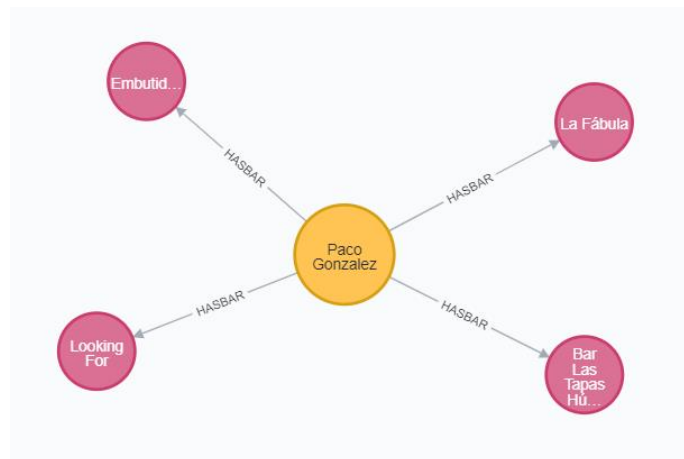 Embutid...
La Fábula
HASBAR
HASBAR
Paco
Gonzalez
HASBAR
HASBAR
Looking
For
Bar
Las
Tapas
Hú...